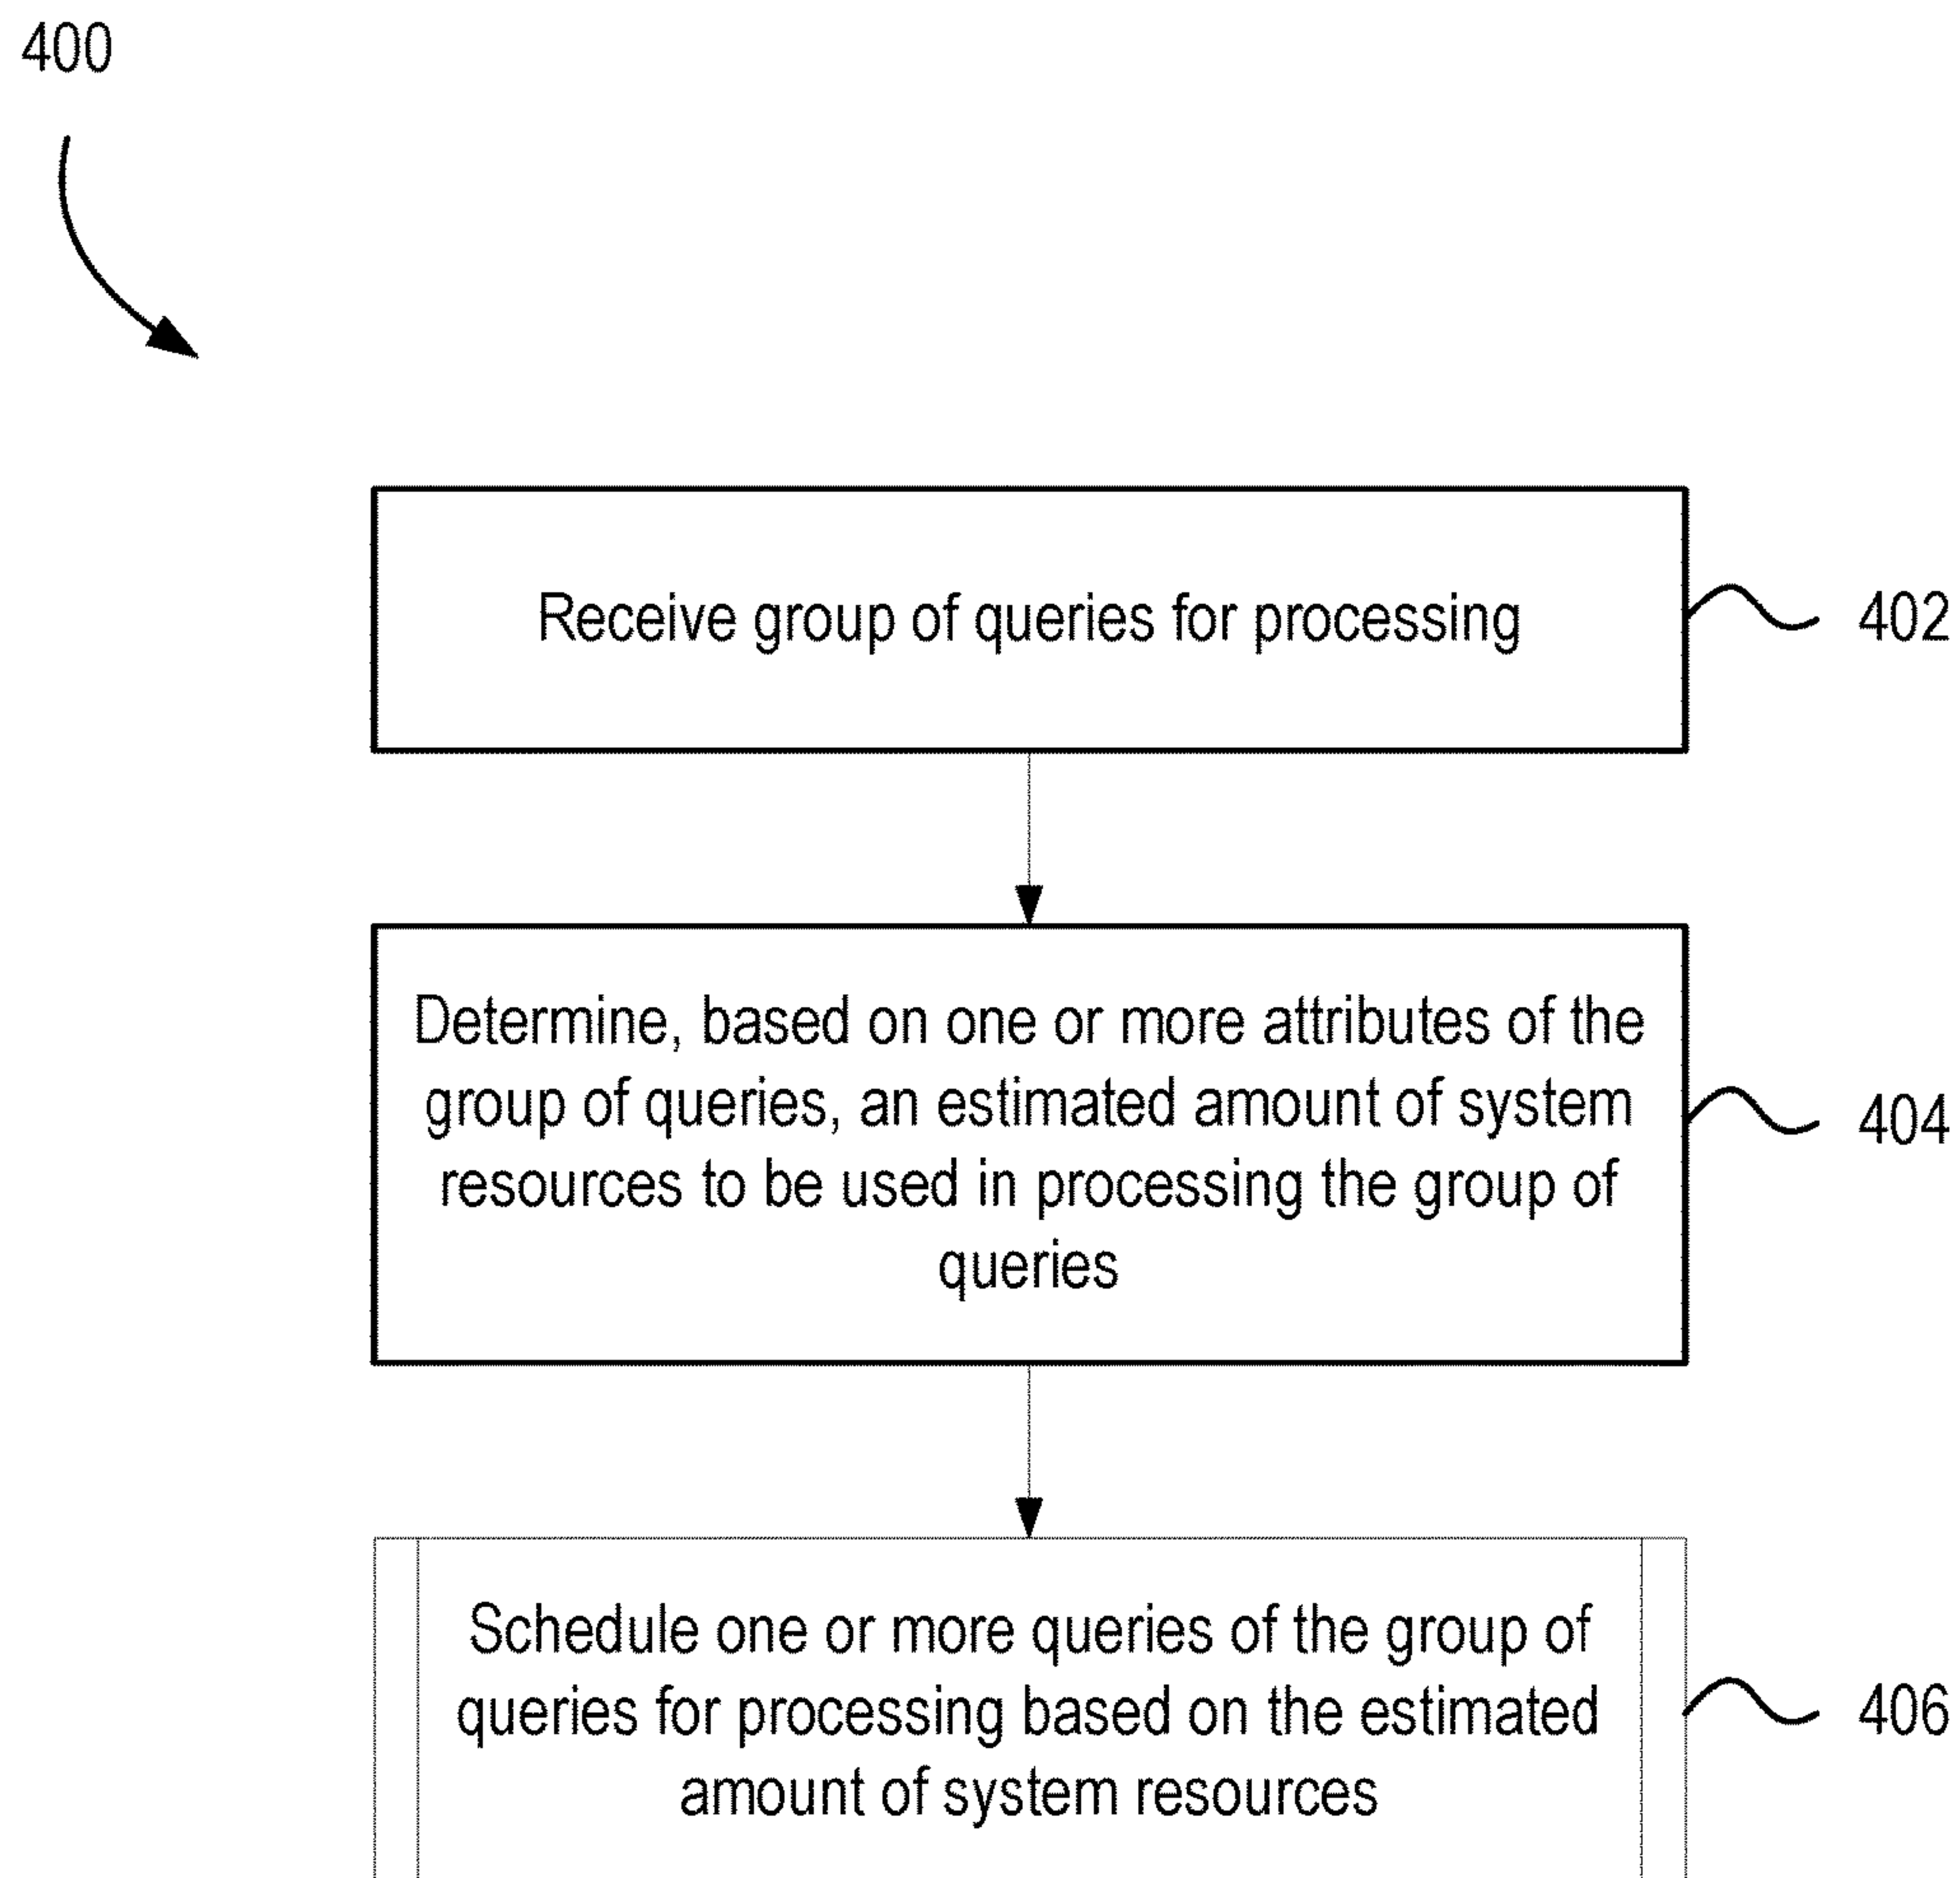 400
Receive group of queries for processing
402
Determine, based on one or more attributes of the
group of queries, an estimated amount of system
resources to be used in processing the group of
queries
404
Schedule one or more queries of the group of
queries for processing based on the estimated
amount of system resources
406